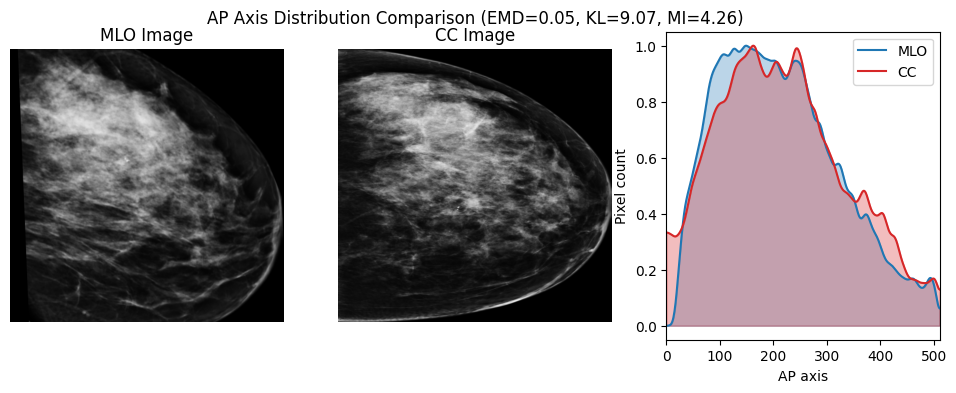 AP Axis Distribution Comparison (EMD=0.05, KL=9.07, MI=4.26)
MLO Image
CC Image
MLO
CC
Pixel count
1.0
0.8
0.6
0.4
0.2
0.0
0 100 200 300 400 500
AP axis